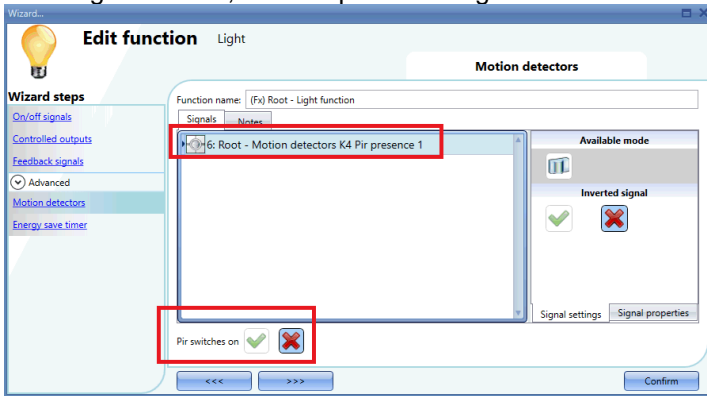 Wizard...
Edit function Light
Motion detectors
Wizard steps
On/off signals
Controlled outputs
Feedback signals
Advanced
Motion detectors
Energy save timer
Function name: (Fx) Root - Light function
Signals Notes
6: Root - Motion detectors K4 Pir presence 1
Available mode
Inverted signal
Signal settings Signal properties
Pir switches on
<<< >>> Confirm